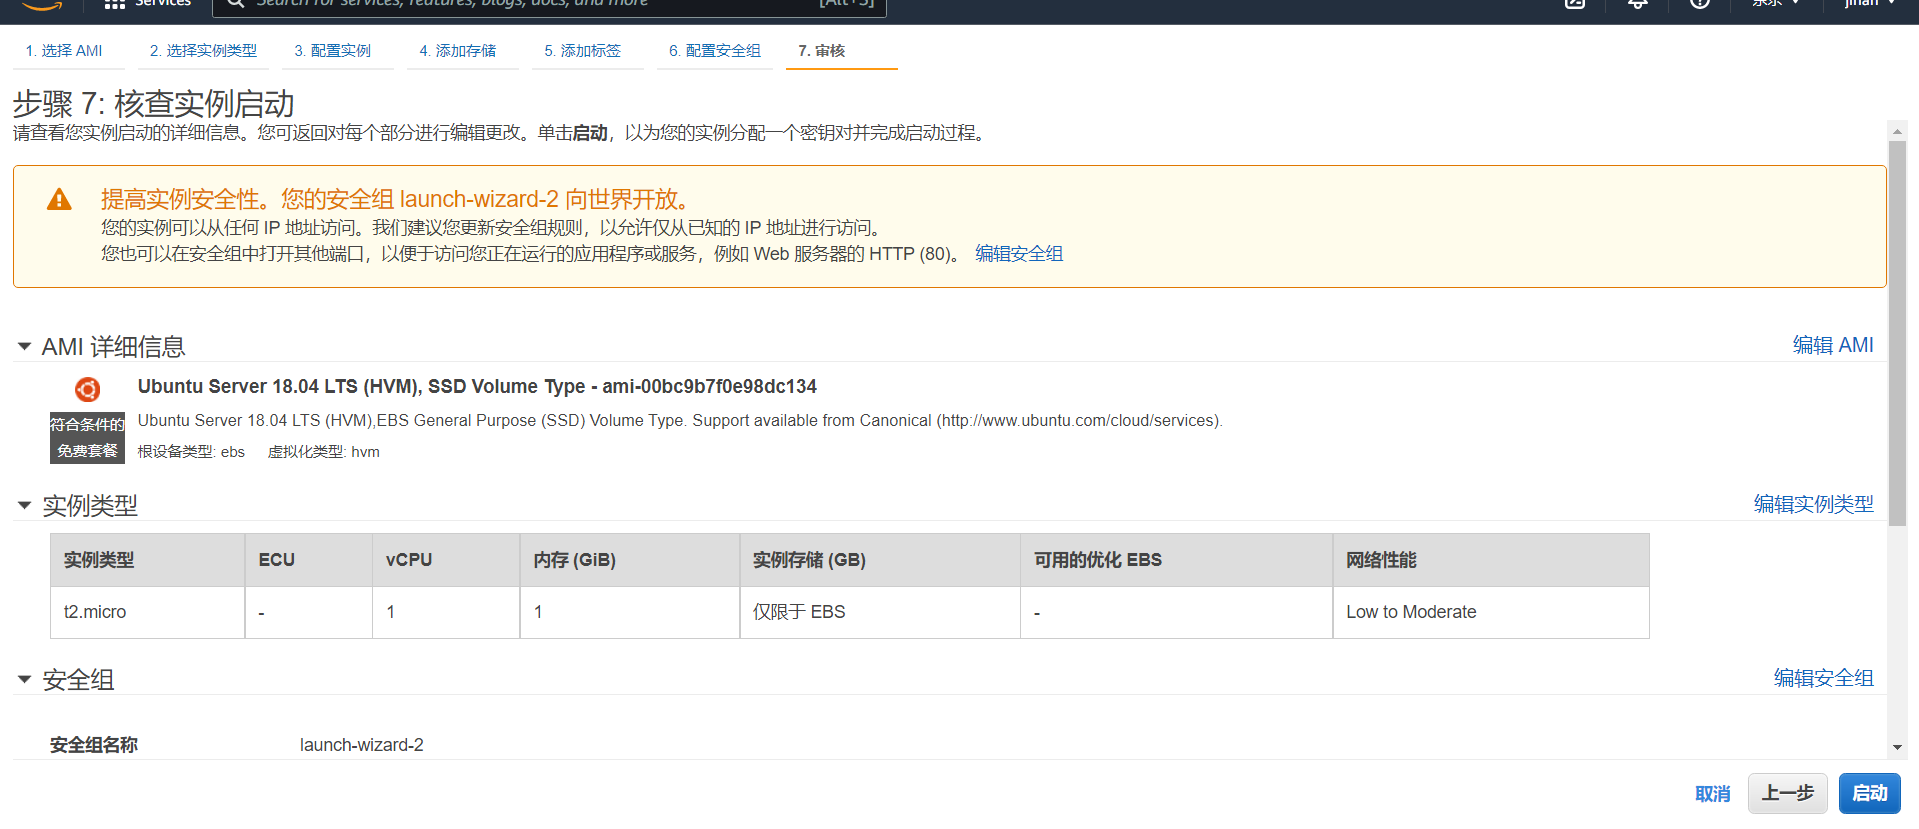 Services
Search for services, features, blogs, docs, and more
[Alt+S]
jinan
1. 选择 AMI
2. 选择实例类型
3. 配置实例
4. 添加存储
5. 添加标签
6. 配置安全组
7. 审核
步骤 7: 核查实例启动
请查看您实例启动的详细信息。您可返回对每个部分进行编辑更改。单击启动，以为您的实例分配一个密钥对并完成启动过程。
提高实例安全性。您的安全组 launch-wizard-2 向世界开放。
您的实例可以从任何 IP 地址访问。我们建议您更新安全组规则，以允许仅从已知的 IP 地址进行访问。
您也可以在安全组中打开其他端口，以便于访问您正在运行的应用程序或服务，例如 Web 服务器的 HTTP (80)。 编辑安全组
AMI 详细信息
编辑 AMI
Ubuntu Server 18.04 LTS (HVM), SSD Volume Type - ami-00bc9b7f0e98dc134
符合条件的
免费套餐
Ubuntu Server 18.04 LTS (HVM),EBS General Purpose (SSD) Volume Type. Support available from Canonical (http://www.ubuntu.com/cloud/services).
根设备类型: ebs 虚拟化类型: hvm
实例类型
编辑实例类型
实例类型 ECU vCPU 内存 (GiB) 实例存储 (GB) 可用的优化 EBS 网络性能
t2.micro - 1 1 仅限于 EBS - Low to Moderate
安全组
编辑安全组
安全组名称 launch-wizard-2
取消
上一步
启动